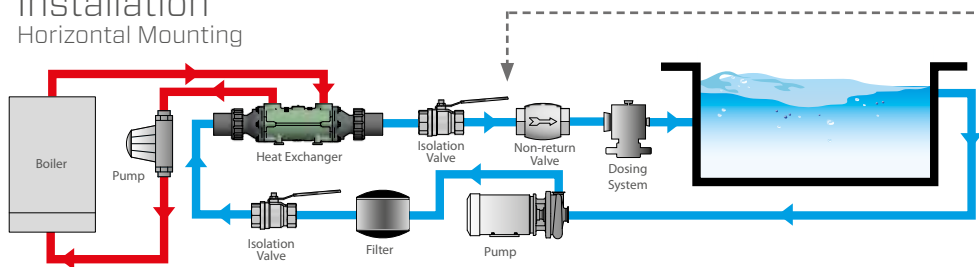 Installation
Horizontal Mounting
Boiler
Pump
Heat Exchanger
Isolation
Valve
Non-return
Valve
Dosing
System
Isolation
Valve
Filter
Pump